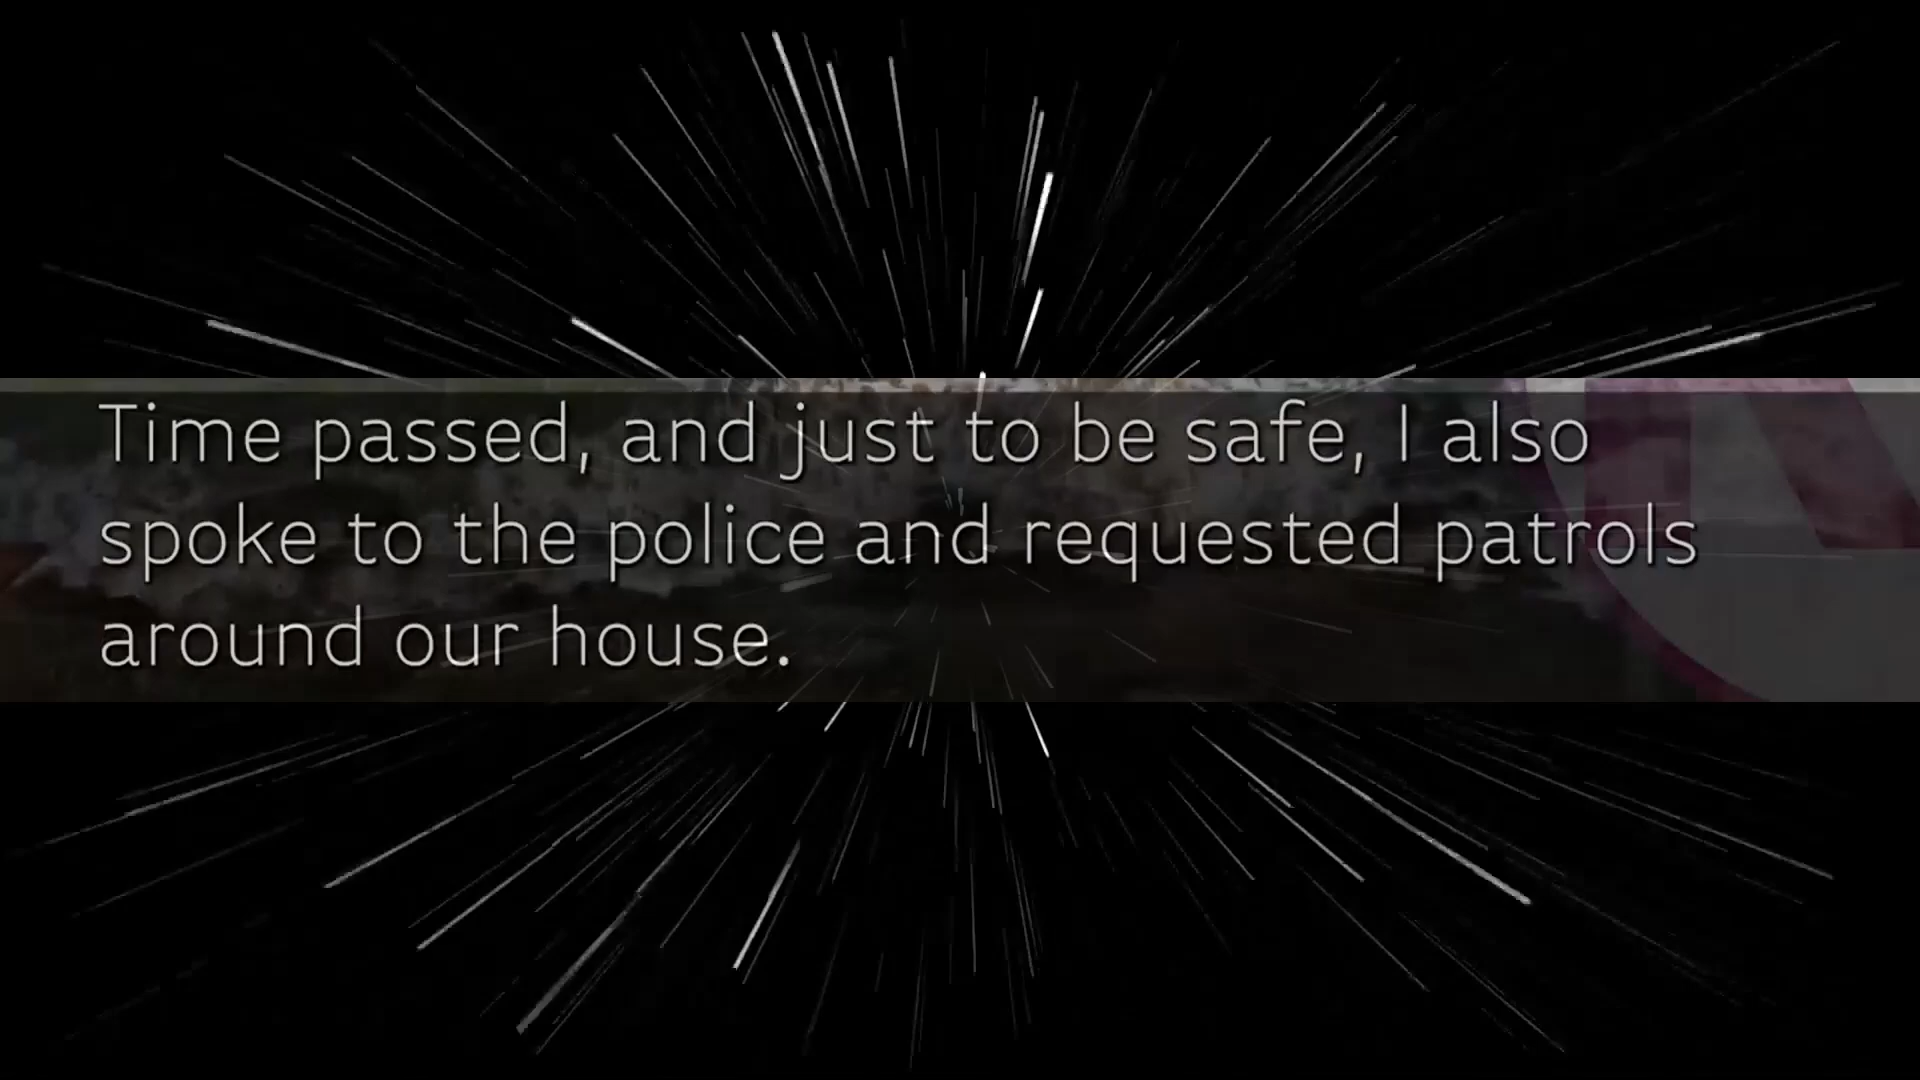 Time passed, and just to be safe, I also
spoke to the police and requested patrols
around our house.